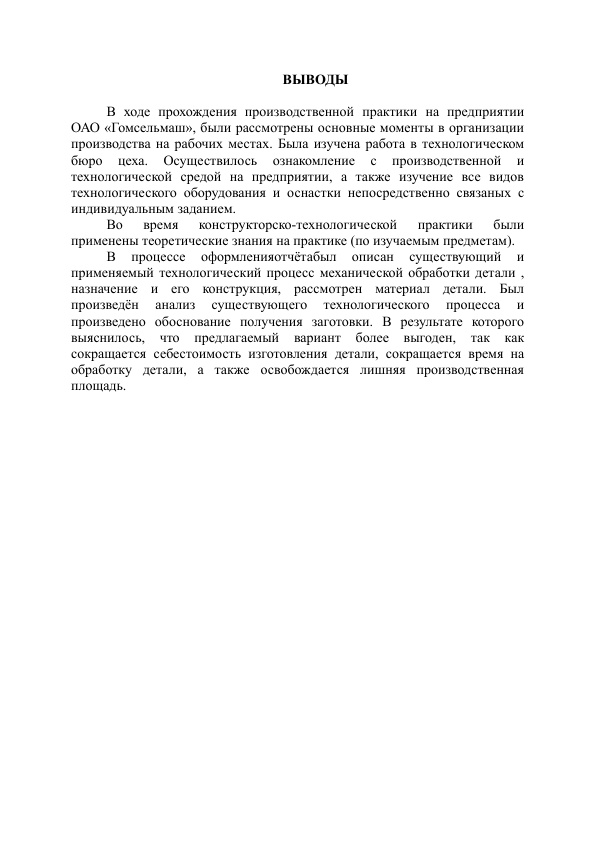 ВЫВОДЫ
В ходе прохождения производственной практики на предприятии
ОАО «Гомсельмаш», были рассмотрены основные моменты в организации
производства на рабочих местах. Была изучена работа в технологическом
бюро цеха. Осуществилось ознакомление с производственной и
технологической средой на предприятии, а также изучение все видов
технологического оборудования и оснастки непосредственно связаных с
индивидуальным заданием.
Во время конструкторско-технологической практики были
применены теоретические знания на практике (по изучаемым предметам).
В процессе оформленияотчётабыл описан существующий и
применяемый технологический процесс механической обработки детали ,
назначение и его конструкция, рассмотрен материал детали. Был
произведён анализ существующего технологического процесса и
произведено обоснование получения заготовки. В результате которого
выяснилось, что предлагаемый вариант более выгоден, так как
сокращается себестоимость изготовления детали, сокращается время на
обработку детали, а также освобождается лишняя производственная
площадь.